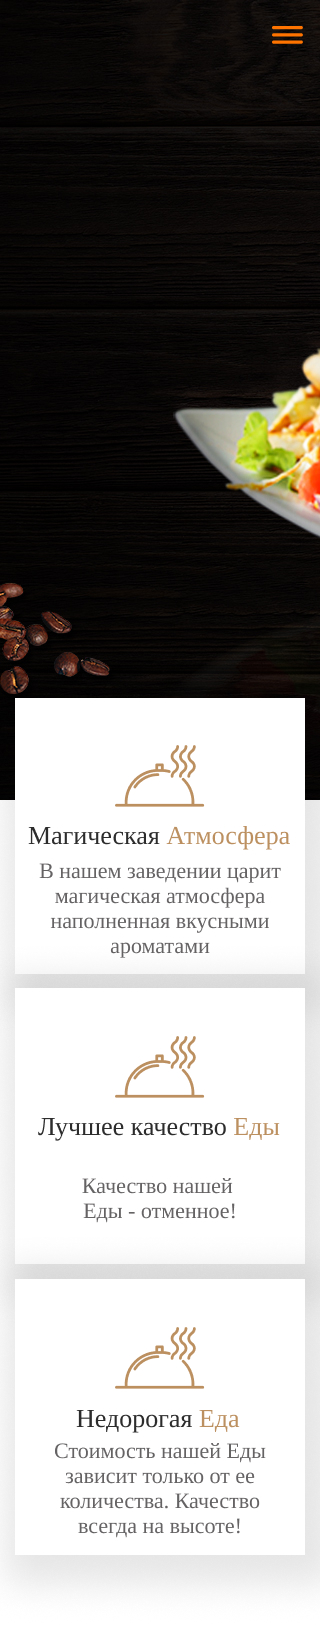 Магическая Атмосфера
В нашем заведении царит
магическая атмосфера
наполненная вкусными
ароматами
Лучшее качество Еды
Качество нашей
Еды - отменное!
Недорогая Еда
Стоимость нашей Еды
зависит только от ее
количества. Качество
всегда на высоте!